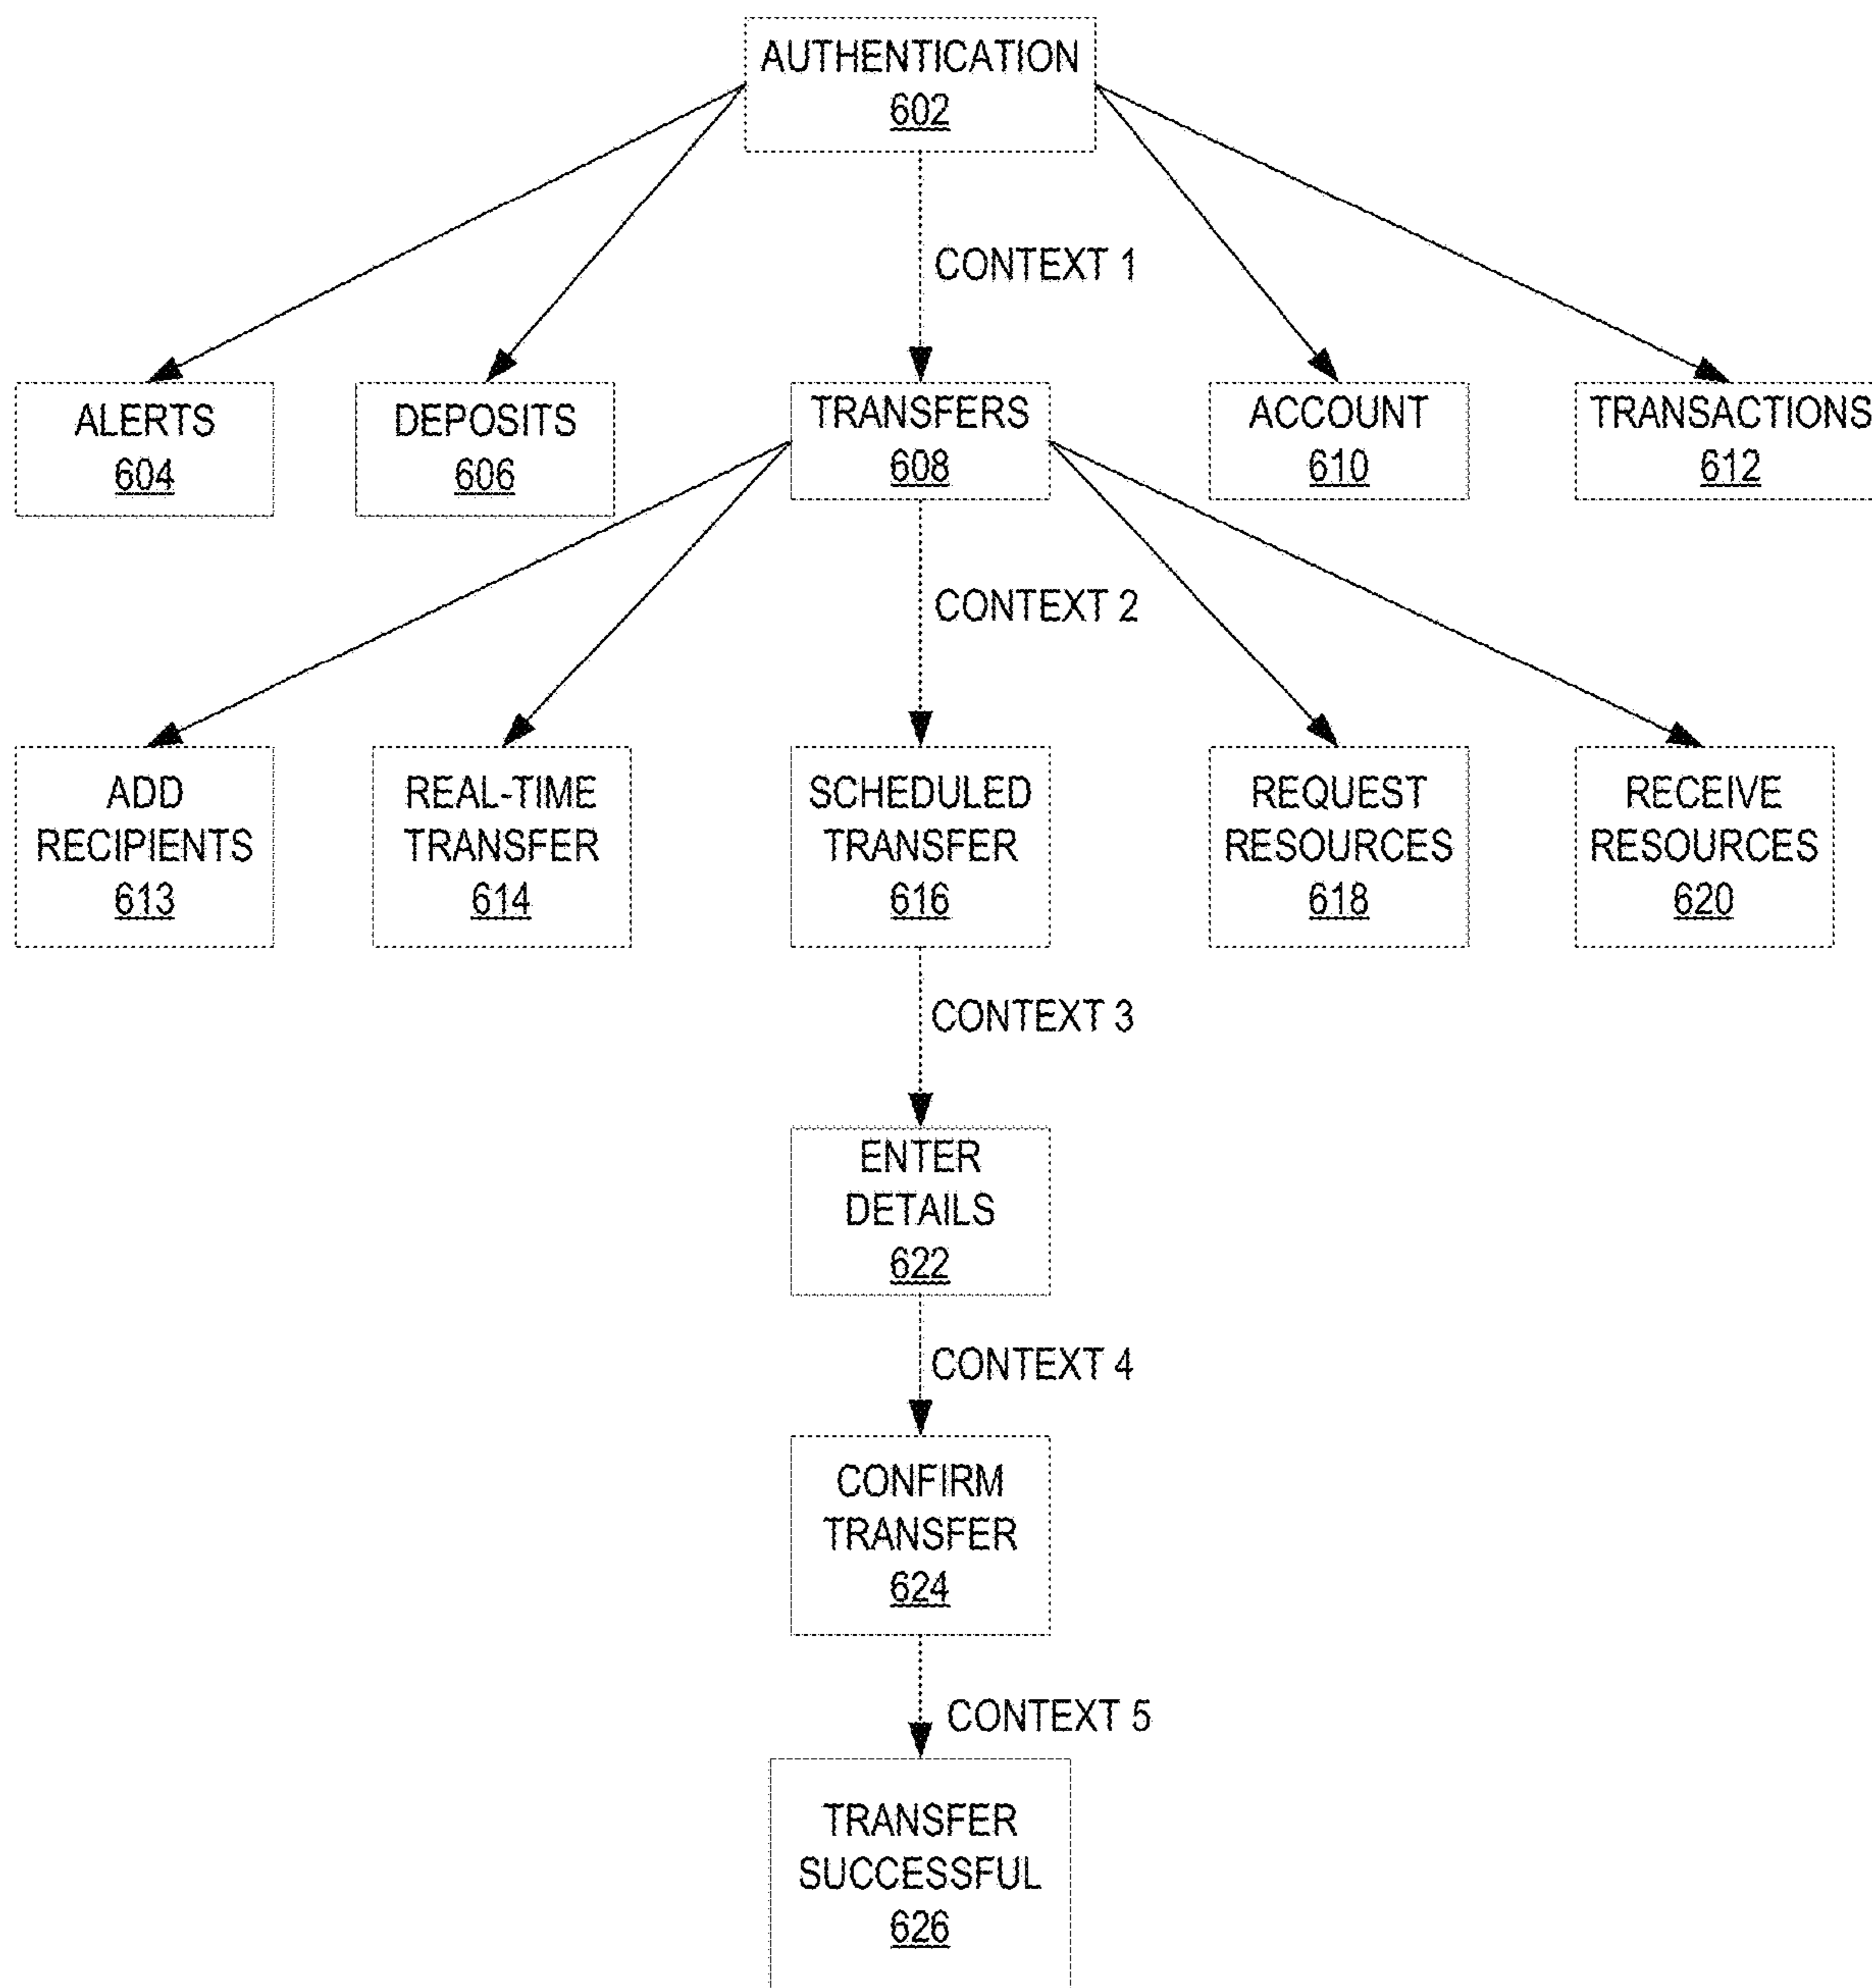 AUTHENTICATION
602
CONTEXT 1
ALERTS
604
DEPOSITS
606
TRANSFERS
608
ACCOUNT
610
TRANSACTIONS
612
CONTEXT 2
ADD
RECIPIENTS
613
REAL-TIME
TRANSFER
614
SCHEDULED
TRANSFER
616
REQUEST
RESOURCES
618
RECEIVE
RESOURCES
620
CONTEXT 3
ENTER
DETAILS
622
CONTEXT 4
CONFIRM
TRANSFER
624
CONTEXT 5
TRANSFER
SUCCESSFUL
626